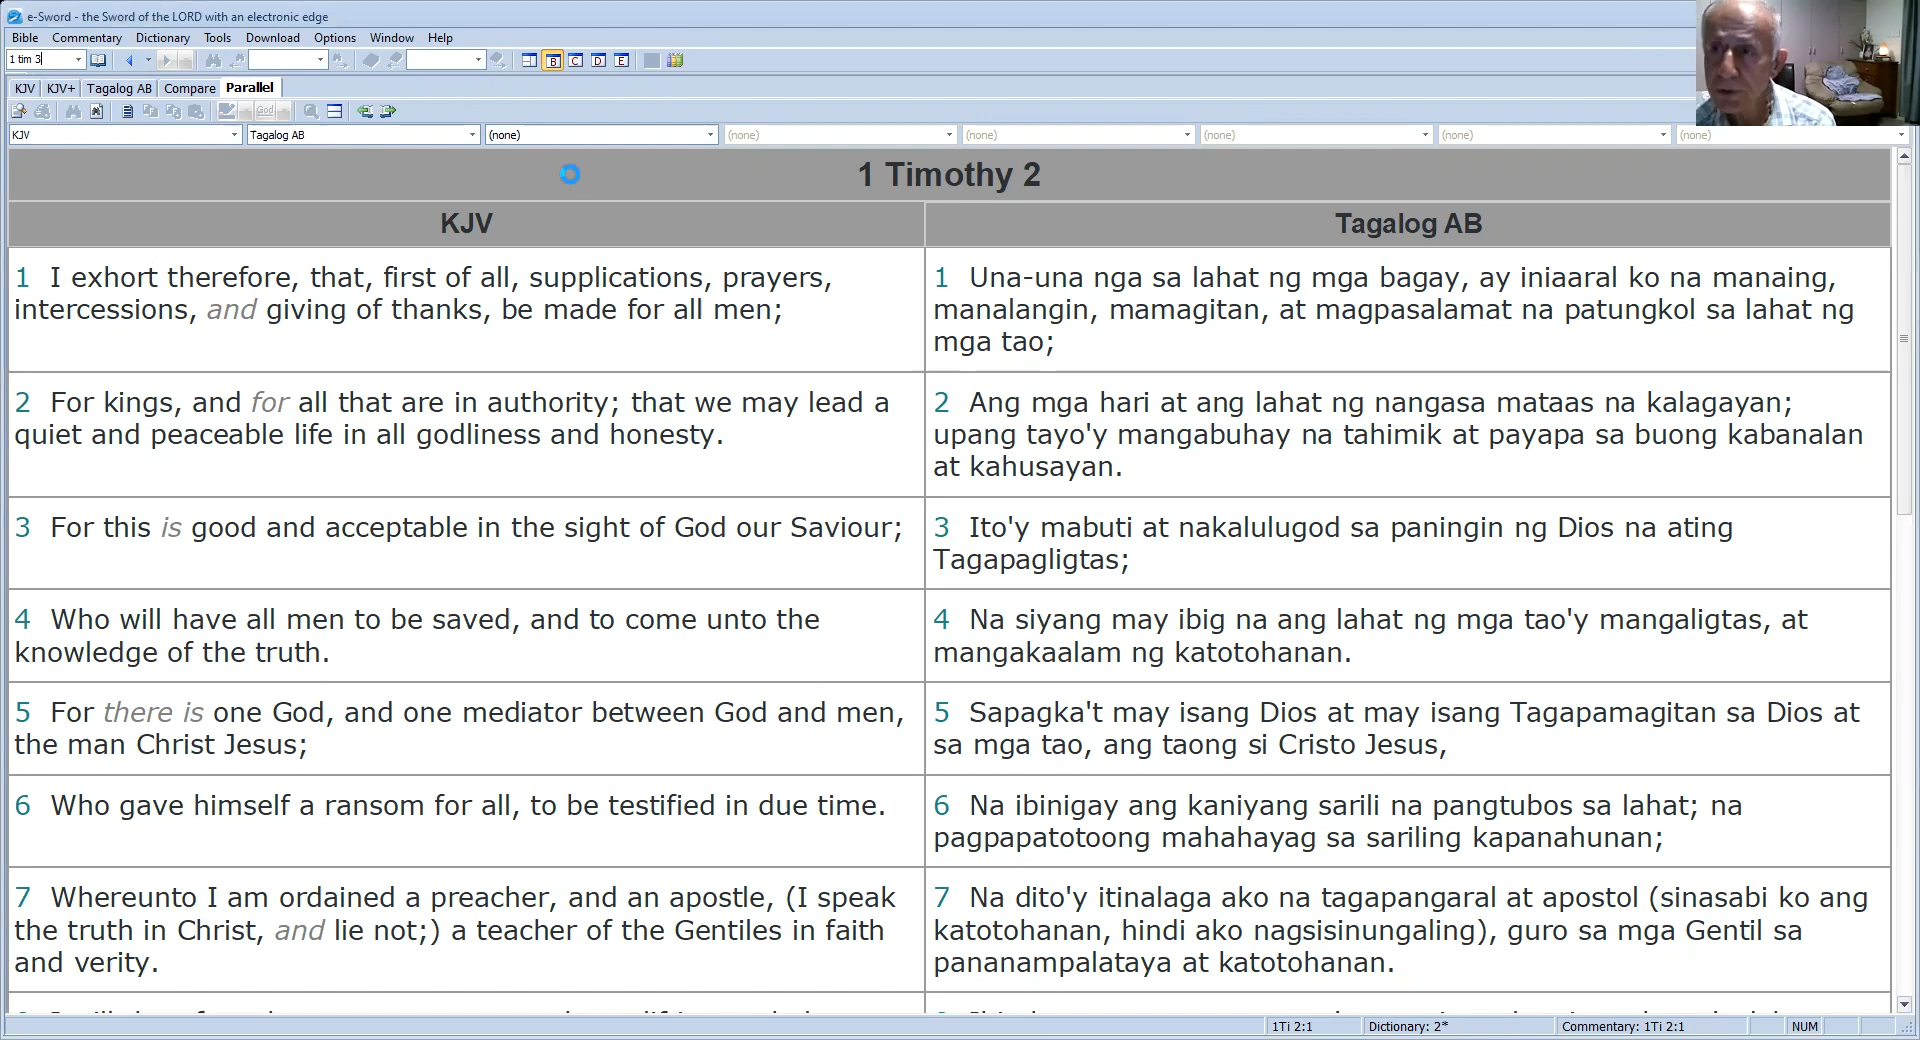 e-Sword - the Sword of the LORD with an electronic edge
Bible Commentary Dictionary Tools Download Options Window Help
1 tim 3
B C D E
KJV KJV+ Tagalog AB Compare Parallel
God
KJV Tagalog AB (none) (none) (none) (none) (none) (none)
1 Timothy 2
KJV
1 I exhort therefore, that, first of all, supplications, prayers,
intercessions, and giving of thanks, be made for all men;
2 For kings, and for all that are in authority; that we may lead a
quiet and peaceable life in all godliness and honesty.
3 For this is good and acceptable in the sight of God our Saviour;
4 Who will have all men to be saved, and to come unto the
knowledge of the truth.
5 For there is one God, and one mediator between God and men,
the man Christ Jesus;
6 Who gave himself a ransom for all, to be testified in due time.
7 Whereunto I am ordained a preacher, and an apostle, (I speak
the truth in Christ, and lie not;) a teacher of the Gentiles in faith
and verity.
Tagalog AB
1 Una-una nga sa lahat ng mga bagay, ay iniaaral ko na manaing,
manalangin, mamagitan, at magpasalamat na patungkol sa lahat ng
mga tao;
2 Ang mga hari at ang lahat ng nangasa mataas na kalagayan;
upang tayo'y mangabuhay na tahimik at payapa sa buong kabanalan
at kahusayan.
3 Ito'y mabuti at nakalulugod sa paningin ng Dios na ating
Tagapagligtas;
4 Na siyang may ibig na ang lahat ng mga tao'y mangaligtas, at
mangakaalam ng katotohanan.
5 Sapagka't may isang Dios at may isang Tagapamagitan sa Dios at
sa mga tao, ang taong si Cristo Jesus,
6 Na ibinigay ang kaniyang sarili na pangtubos sa lahat; na
pagpapatotoong mahahayag sa sariling kapanahunan;
7 Na dito'y itinalaga ako na tagapangaral at apostol (sinasabi ko ang
katotohanan, hindi ako nagsisinungaling), guro sa mga Gentil sa
pananampalataya at katotohanan.
1Ti 2:1 Dictionary: 2* Commentary: 1Ti 2:1 NUM